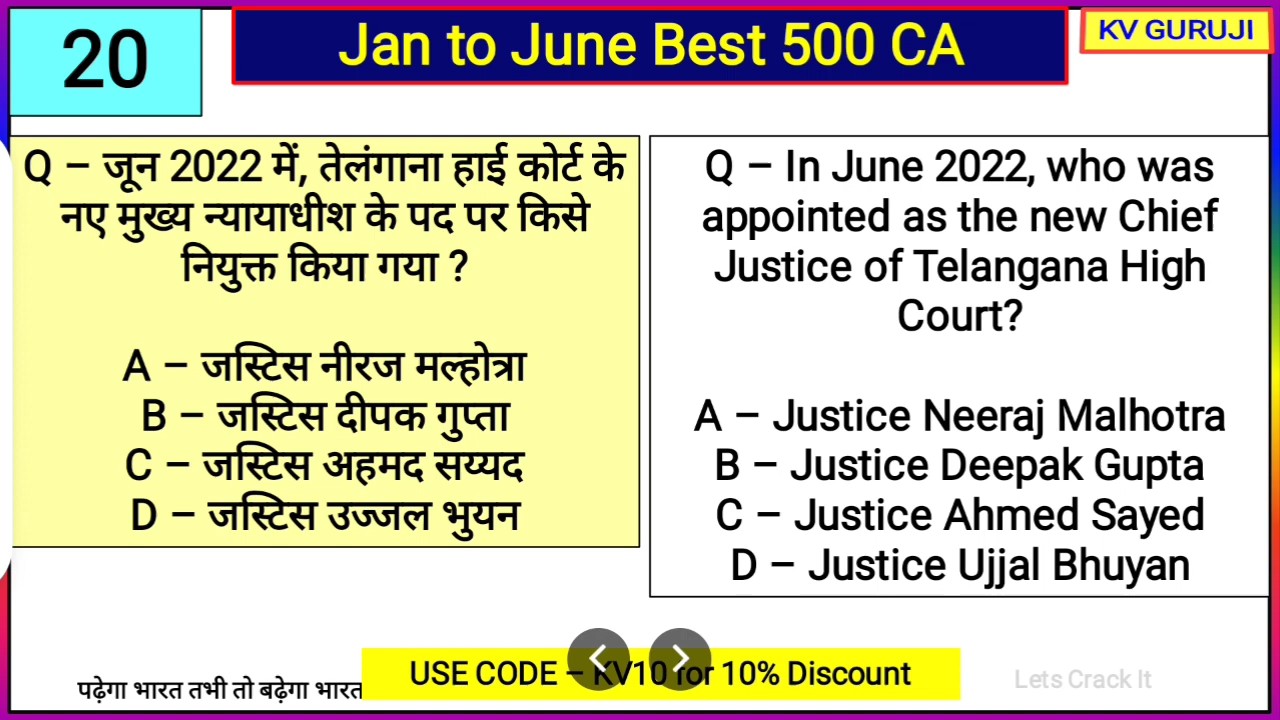 20
Jan to June Best 500 CA
KV GURUJI
Q – जून 2022 में, तेलंगाना हाई कोर्ट के
नए मुख्य न्यायाधीश के पद पर किसे
नियुक्त किया गया ?
A – जस्टिस नीरज मल्होत्रा
B – जस्टिस दीपक गुप्ता
C – जस्टिस अहमद सय्यद
D – जस्टिस उज्जल भुयन
Q – In June 2022, who was
appointed as the new Chief
Justice of Telangana High
Court?
A – Justice Neeraj Malhotra
B – Justice Deepak Gupta
C – Justice Ahmed Sayed
D – Justice Ujjal Bhuyan
पढ़ेगा भारत तभी तो बढ़ेगा भारत
USE CODE – KV10 for 10% Discount
Lets Crack It